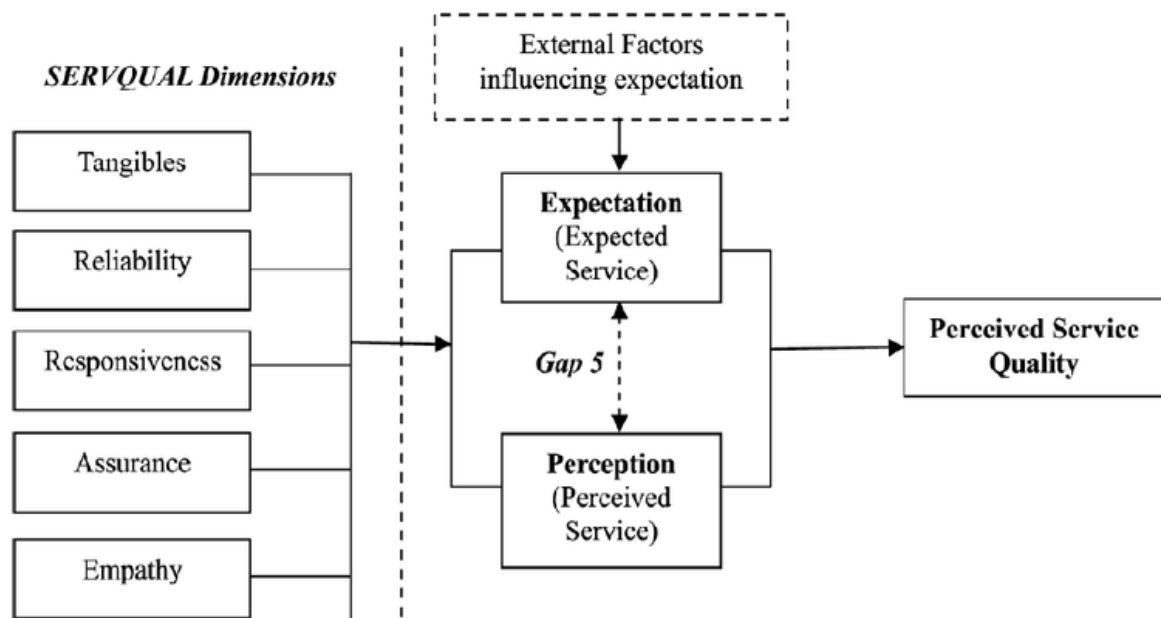 SERVQUAL Dimensions
Tangibles
Reliability
Responsiveness
Assurance
Empathy
External Factors
influencing expectation
Expectation
(Expected
Service)
Gap 5
Perception
(Perceived
Service)
Perceived Service
Quality